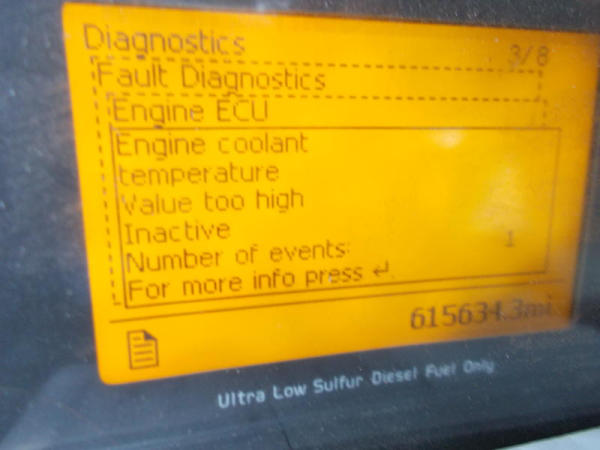 Diagnostics 3/8
Fault Diagnostics
Engine ECU
Engine coolant
temperature
Value too high
Inactive
Number of events: 1
For more info press ↵
615634.3mi
Ultra Low Sulfur Diesel Fuel Only